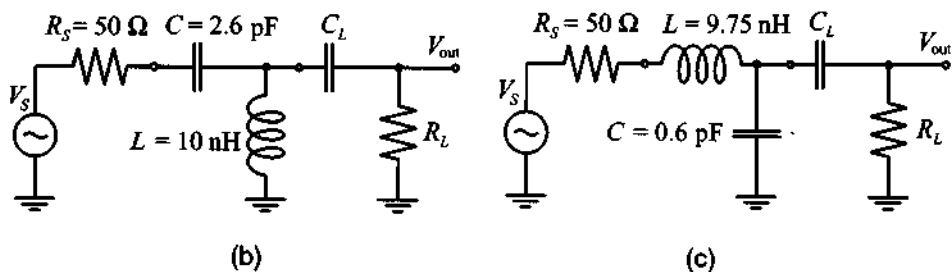 R_S = 50 Ω
C = 2.6 pF
C_L
V_out
V_S
L = 10 nH
R_L
(b)
R_S = 50 Ω
L = 9.75 nH
C_L
V_out
V_S
C = 0.6 pF
R_L
(c)